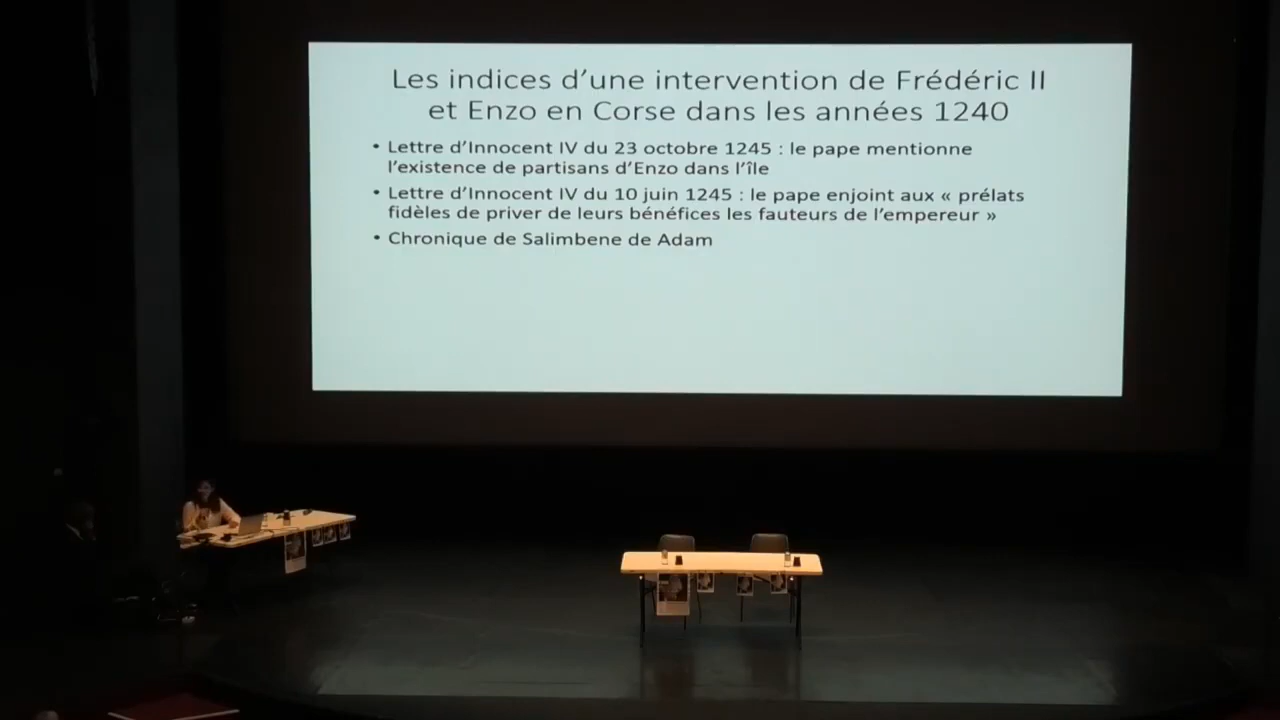 Les indices d’une intervention de Frédéric II
et Enzo en Corse dans les années 1240
• Lettre d’Innocent IV du 23 octobre 1245 : le pape mentionne
l’existence de partisans d’Enzo dans l’île
• Lettre d’Innocent IV du 10 juin 1245 : le pape enjoint aux « prélats
fidèles de priver de leurs bénéfices les fauteurs de l’empereur »
• Chronique de Salimbene de Adam